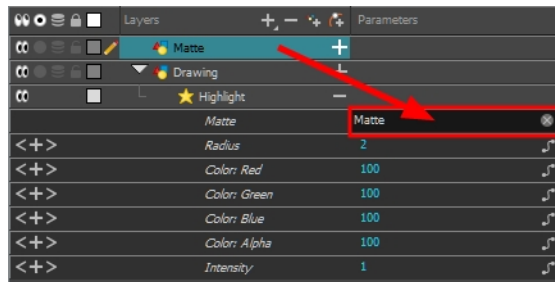 Layers Parameters
Matte
Drawing
Highlight
Matte Matte
Radius 2
Color: Red 100
Color: Green 100
Color: Blue 100
Color: Alpha 100
Intensity 1